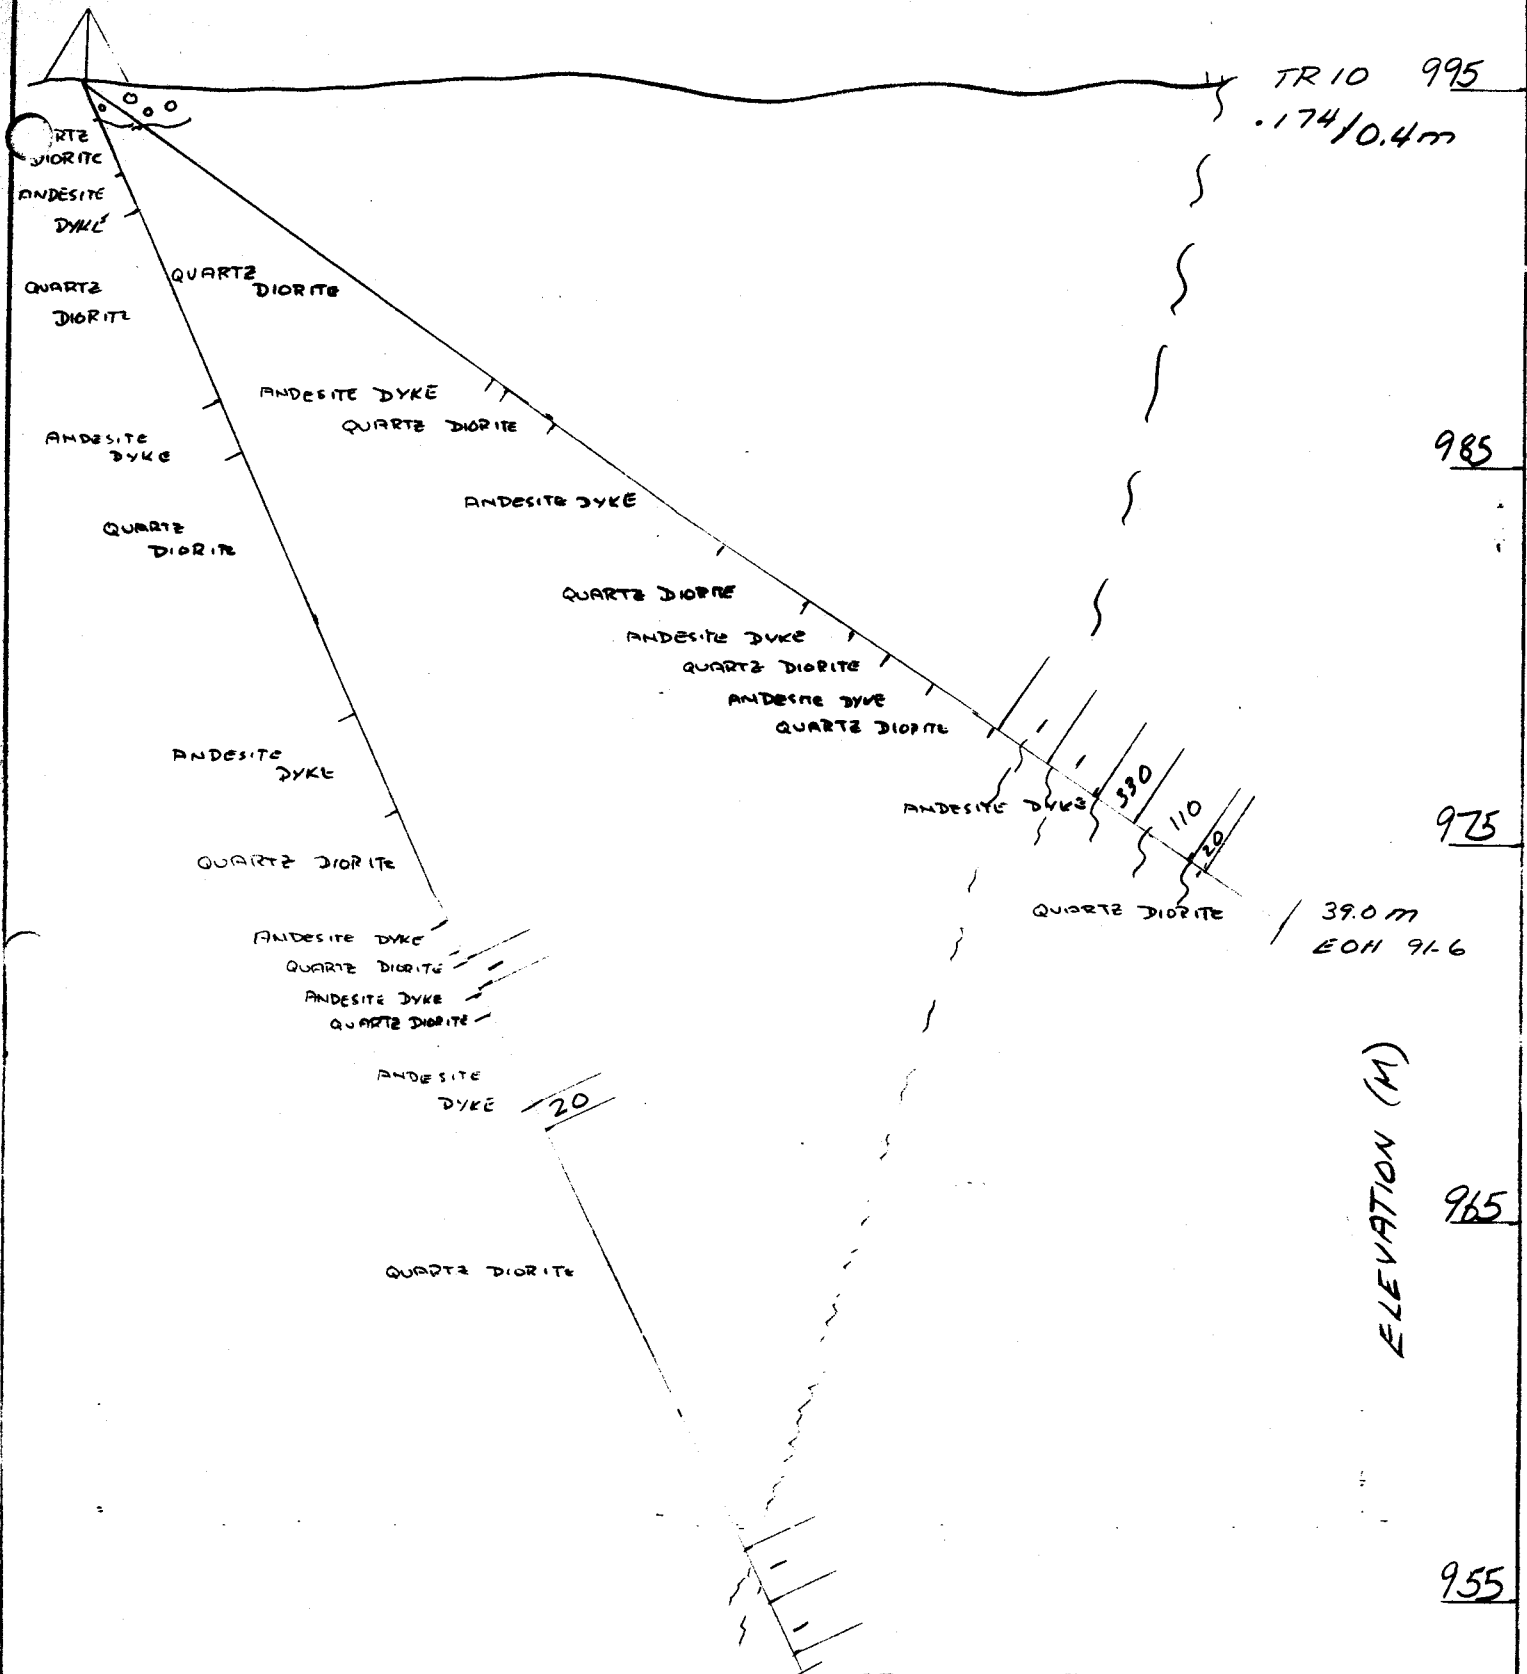 TR 10 995
.174/0.4m
RTZ
DIORITE
ANDESITE
DYKE
QUARTZ
DIORITE
QUARTZ
DIORITE
ANDESITE DYKE
QUARTZ DIORITE
985
ANDESITE
DYKE
ANDESITE DYKE
QUARTZ
DIORITE
QUARTZ DIORITE
ANDESITE DYKE
QUARTZ DIORITE
ANDESITE DYKE
QUARTZ DIORITE
ANDESITE
DYKE
330
ANDESITE DYKE
110
975
20
QUARTZ DIORITE
QUARTZ DIORITE
39.0 m
EOH 91-6
ANDESITE DYKE
QUARTZ DIORITE
ANDESITE DYKE
QUARTZ DIORITE
ANDESITE
DYKE
20
ELEVATION (M)
965
QUARTZ DIORITE
955